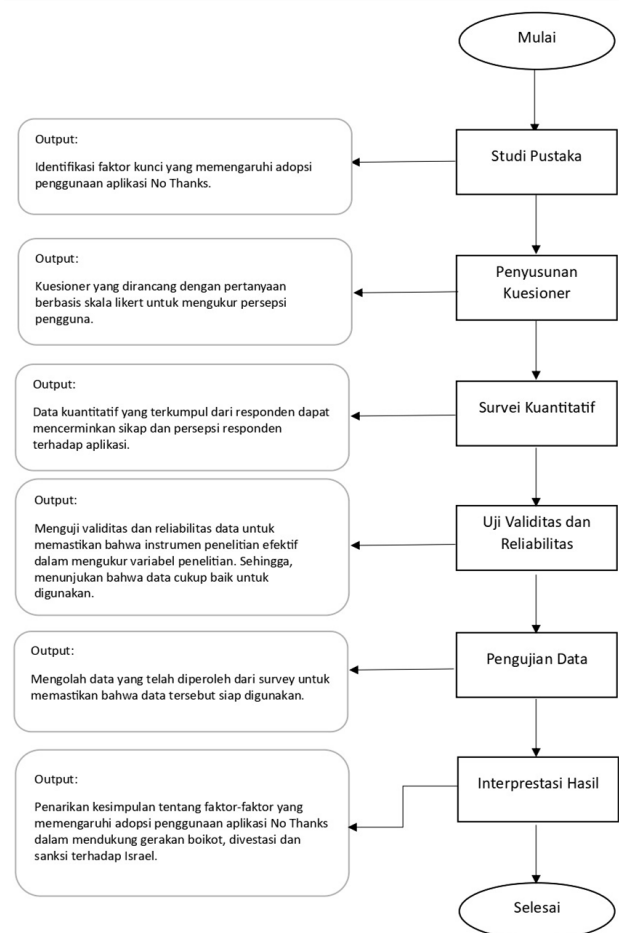 Mulai
Studi Pustaka
Output:
Identifikasi faktor kunci yang memengaruhi adopsi
penggunaan aplikasi No Thanks.
Penyusunan
Kuesioner
Output:
Kuesioner yang dirancang dengan pertanyaan
berbasis skala likert untuk mengukur persepsi
pengguna.
Survei Kuantitatif
Output:
Data kuantitatif yang terkumpul dari responden dapat
mencerminkan sikap dan persepsi responden
terhadap aplikasi.
Uji Validitas dan
Reliabilitas
Output:
Menguji validitas dan reliabilitas data untuk
memastikan bahwa instrumen penelitian efektif
dalam mengukur variabel penelitian. Sehingga,
menunjukan bahwa data cukup baik untuk
digunakan.
Pengujian Data
Output:
Mengolah data yang telah diperoleh dari survey untuk
memastikan bahwa data tersebut siap digunakan.
Interprestasi Hasil
Output:
Penarikan kesimpulan tentang faktor-faktor yang
memengaruhi adopsi penggunaan aplikasi No Thanks
dalam mendukung gerakan boikot, divestasi dan
sanksi terhadap Israel.
Selesai